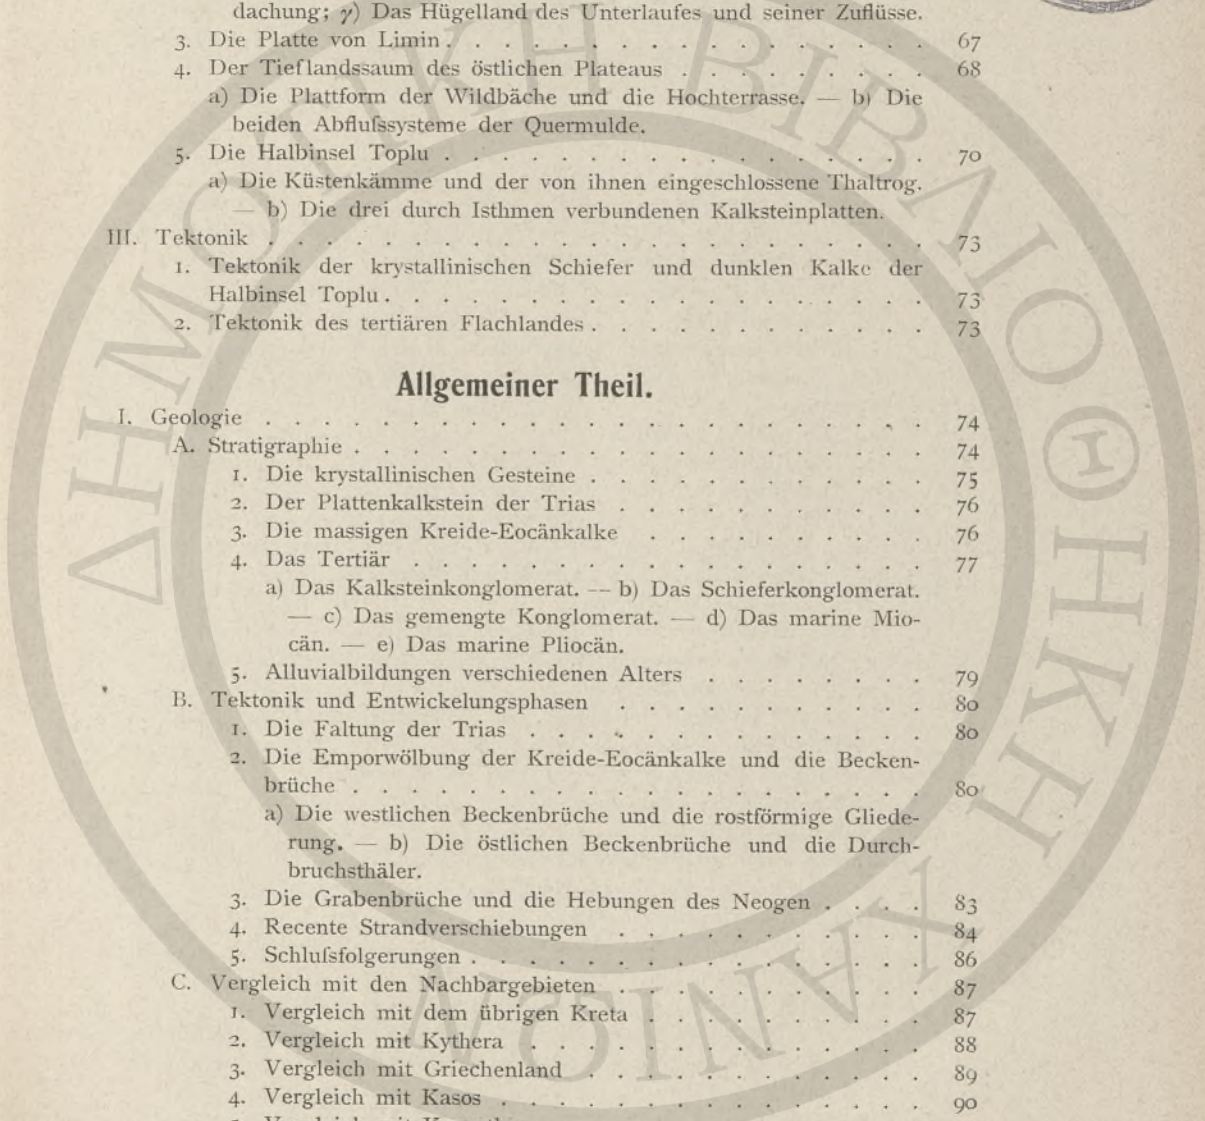 dachung; γ) Das Hügelland des Unterlaufes und seiner Zuflüsse.
3. Die Platte von Limin . . . . . . . . . . . . . . . . 67
4. Der Tieflandssaum des östlichen Plateaus . . . . . . . . . 68
a) Die Plattform der Wildbäche und die Hochterrasse. — b) Die
beiden Abfluſssysteme der Quermulde.
5. Die Halbinsel Toplu . . . . . . . . . . . . . . . . 70
a) Die Küstenkämme und der von ihnen eingeschlossene Thaltrog.
— b) Die drei durch Isthmen verbundenen Kalksteinplatten.
III. Tektonik . . . . . . . . . . . . . . . . . . . . . . 73
1. Tektonik der krystallinischen Schiefer und dunklen Kalke der
Halbinsel Toplu . . . . . . . . . . . . . . . . . . . 73
2. Tektonik des tertiären Flachlandes . . . . . . . . . . . . 73
Allgemeiner Theil.
I. Geologie . . . . . . . . . . . . . . . . . . . . . . . 74
A. Stratigraphie . . . . . . . . . . . . . . . . . . . . 74
1. Die krystallinischen Gesteine . . . . . . . . . . . . 75
2. Der Plattenkalkstein der Trias . . . . . . . . . . . 76
3. Die massigen Kreide-Eocänkalke . . . . . . . . . . 76
4. Das Tertiär . . . . . . . . . . . . . . . . . . 77
a) Das Kalksteinkonglomerat. — b) Das Schieferkonglomerat.
— c) Das gemengte Konglomerat. — d) Das marine Mio-
cän. — e) Das marine Pliocän.
5. Alluvialbildungen verschiedenen Alters . . . . . . . . 79
B. Tektonik und Entwickelungsphasen . . . . . . . . . . . 80
1. Die Faltung der Trias . . . . . . . . . . . . . . 80
2. Die Emporwölbung der Kreide-Eocänkalke und die Becken-
brüche . . . . . . . . . . . . . . . . . . . . 80
a) Die westlichen Beckenbrüche und die rostförmige Gliede-
rung. — b) Die östlichen Beckenbrüche und die Durch-
bruchsthäler.
3. Die Grabenbrüche und die Hebungen des Neogen . . . . 83
4. Recente Strandverschiebungen . . . . . . . . . . . 84
5. Schluſsfolgerungen . . . . . . . . . . . . . . . . 86
C. Vergleich mit den Nachbargebieten . . . . . . . . . . . 87
1. Vergleich mit dem übrigen Kreta . . . . . . . . . . 87
2. Vergleich mit Kythera . . . . . . . . . . . . . . 88
3. Vergleich mit Griechenland . . . . . . . . . . . . 89
4. Vergleich mit Kasos . . . . . . . . . . . . . . . 90
ΔΗΜΟΤΙΚΗ ΒΙΒΛΙΟΘΗΚΗ ΧΑΝΙΩΝ